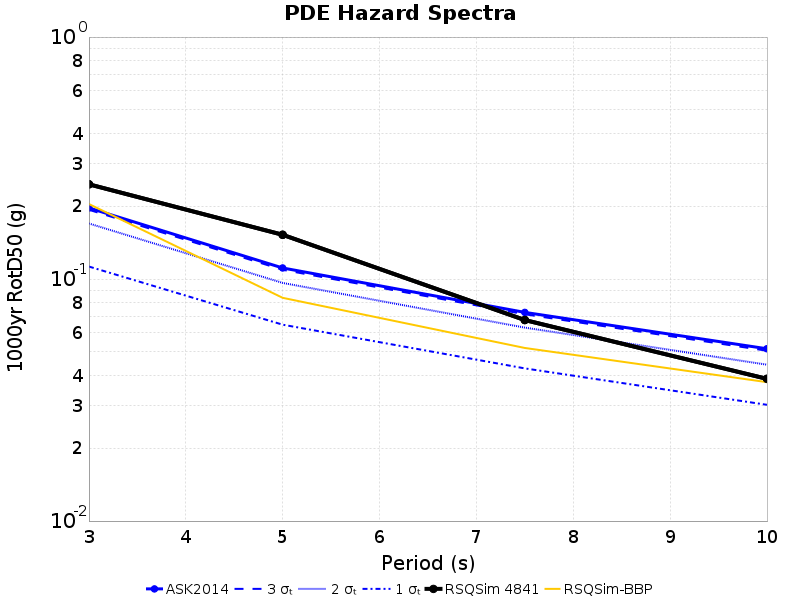 PDE Hazard Spectra
10^0
8
6
4
3
2
10^-1
8
6
4
3
2
10^-2
1000yr RotD50 (g)
3 4 5 6 7 8 9 10
Period (s)
ASK2014 3 σₜ 2 σₜ 1 σₜ RSQSim 4841 RSQSim-BBP